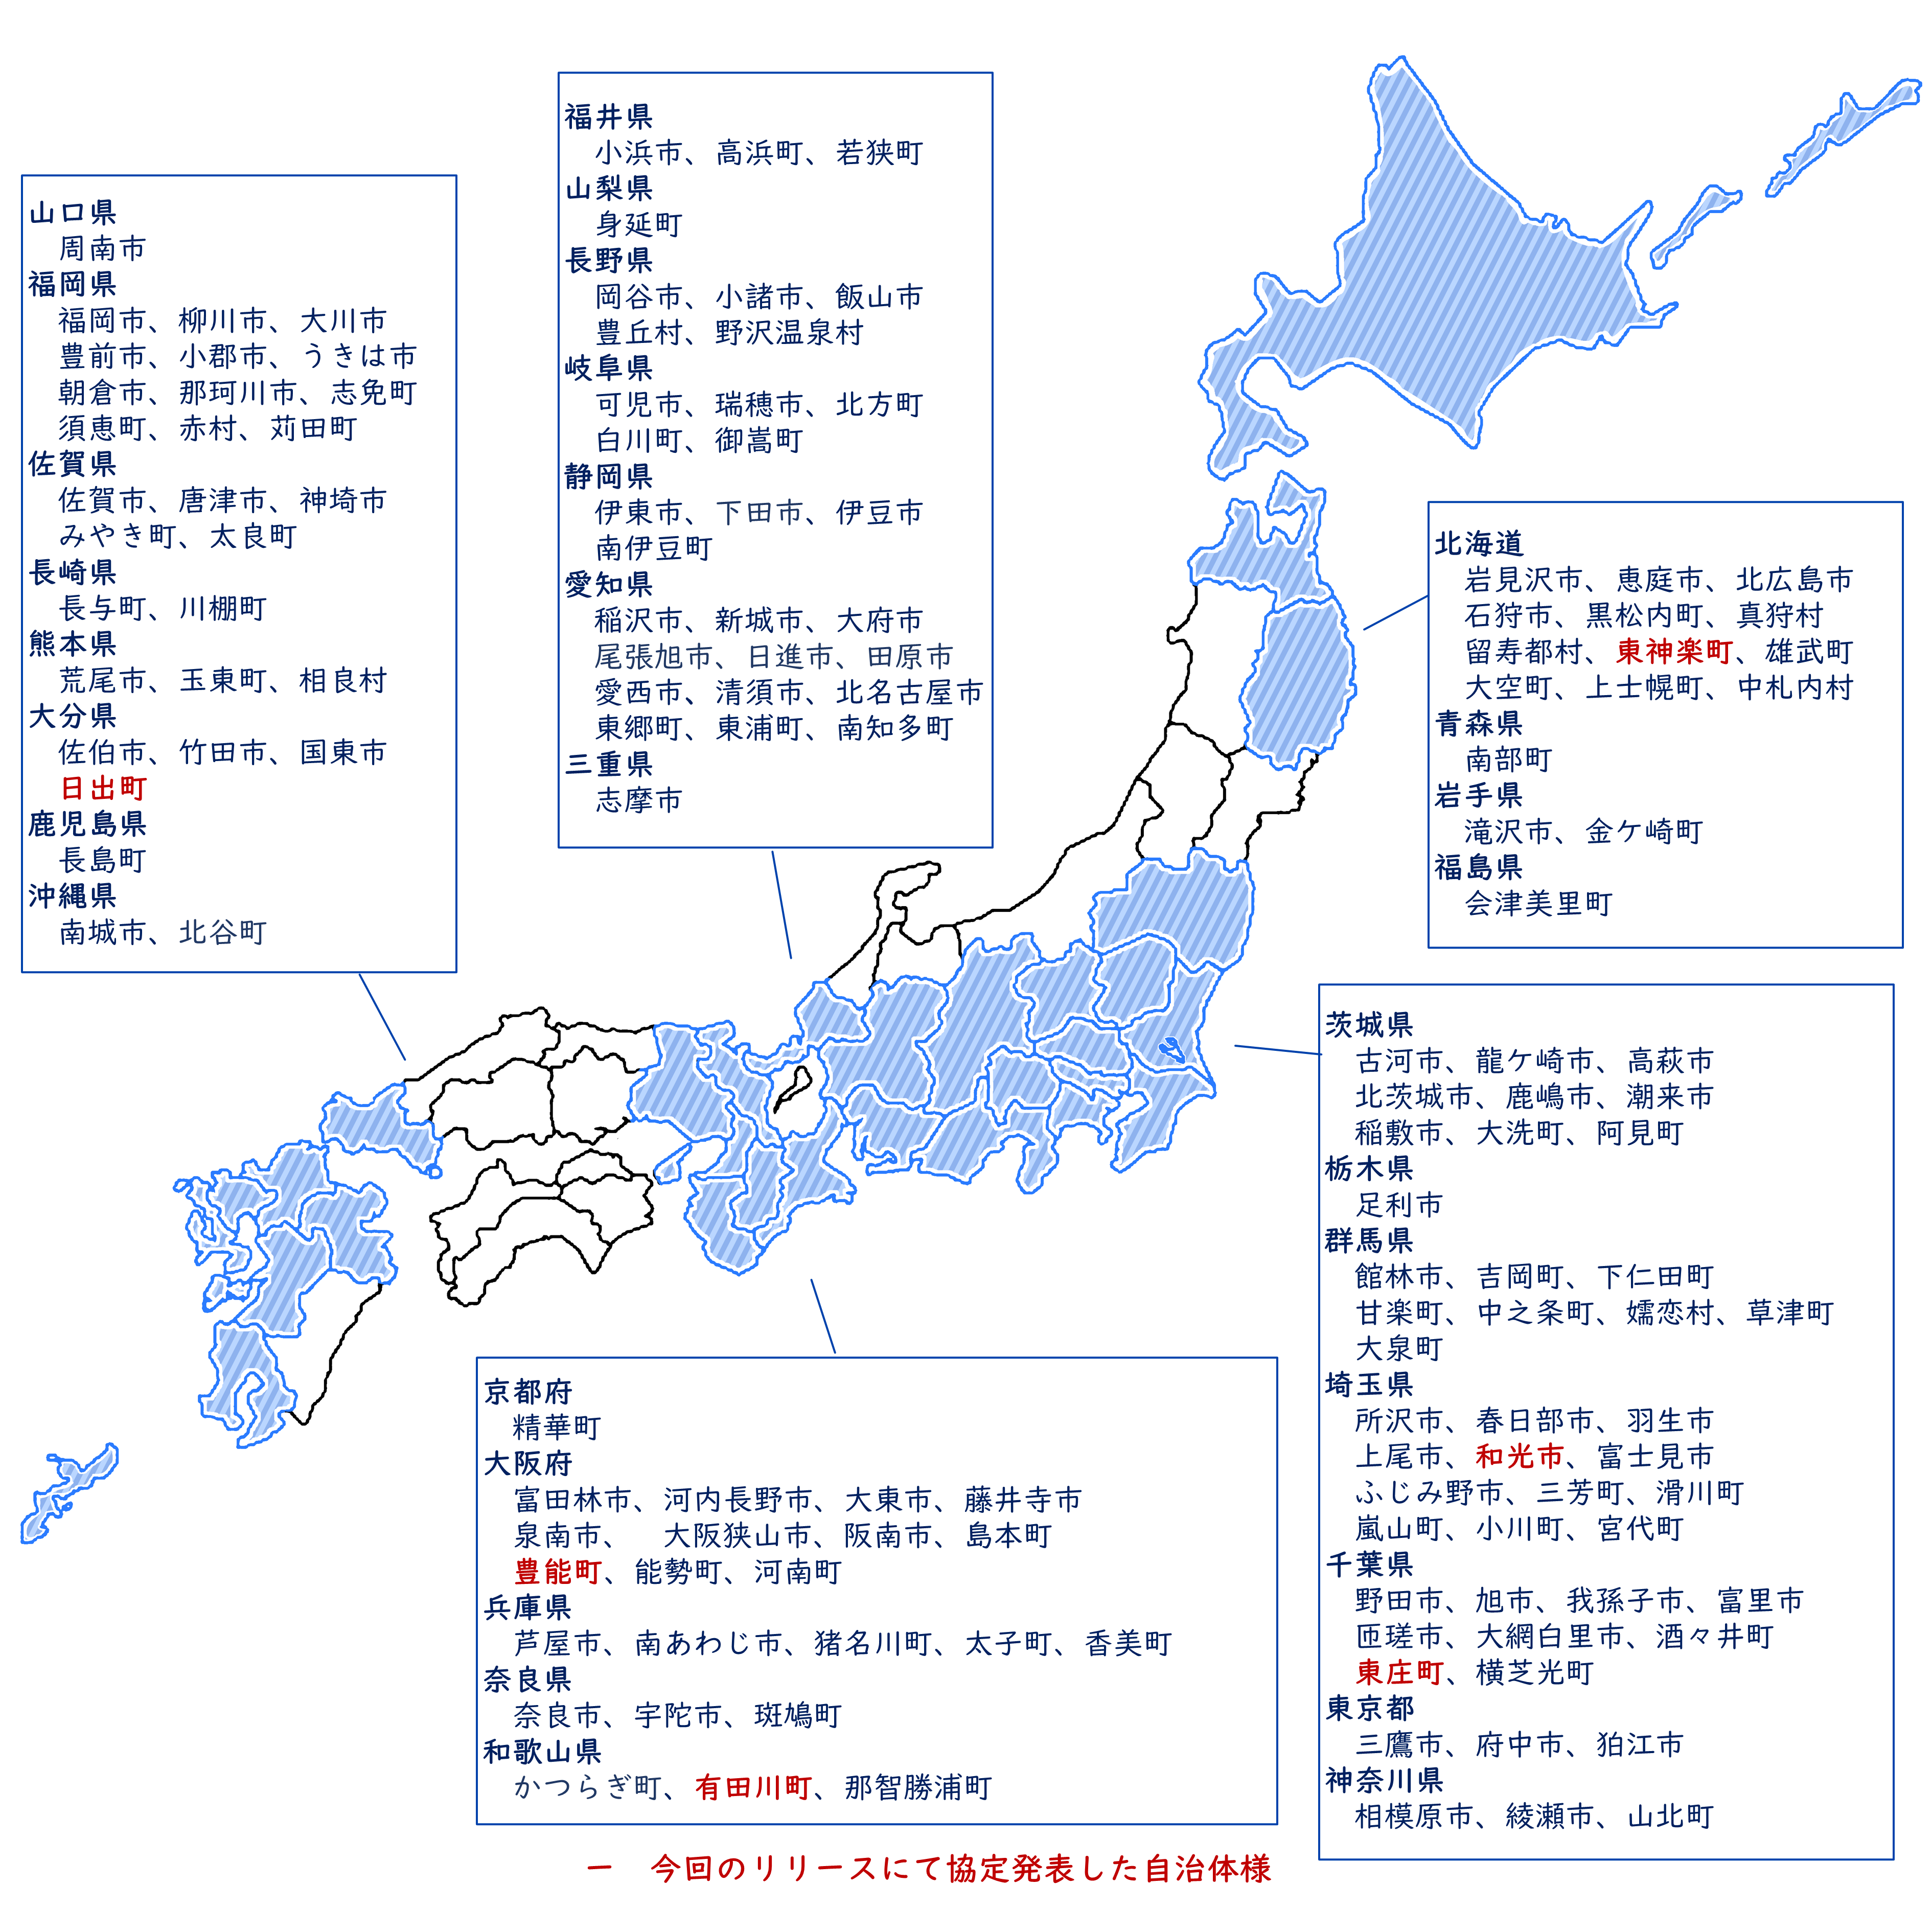 福井県
小浜市、高浜町、若狭町
山梨県
身延町
長野県
岡谷市、小諸市、飯山市
豊丘村、野沢温泉村
岐阜県
可児市、瑞穂市、北方町
白川町、御嵩町
静岡県
伊東市、下田市、伊豆市
南伊豆町
愛知県
稲沢市、新城市、大府市
尾張旭市、日進市、田原市
愛西市、清須市、北名古屋市
東郷町、東浦町、南知多町
三重県
志摩市
山口県
周南市
福岡県
福岡市、柳川市、大川市
豊前市、小郡市、うきは市
朝倉市、那珂川市、志免町
須恵町、赤村、苅田町
佐賀県
佐賀市、唐津市、神埼市
みやき町、太良町
長崎県
長与町、川棚町
熊本県
荒尾市、玉東町、相良村
大分県
佐伯市、竹田市、国東市
日出町
鹿児島県
長島町
沖縄県
南城市、北谷町
北海道
岩見沢市、恵庭市、北広島市
石狩市、黒松内町、真狩村
留寿都村、東神楽町、雄武町
大空町、上士幌町、中札内村
青森県
南部町
岩手県
滝沢市、金ケ崎町
福島県
会津美里町
茨城県
古河市、龍ケ崎市、高萩市
北茨城市、鹿嶋市、潮来市
稲敷市、大洗町、阿見町
栃木県
足利市
群馬県
館林市、吉岡町、下仁田町
甘楽町、中之条町、嬬恋村、草津町
大泉町
埼玉県
所沢市、春日部市、羽生市
上尾市、和光市、富士見市
ふじみ野市、三芳町、滑川町
嵐山町、小川町、宮代町
千葉県
野田市、旭市、我孫子市、富里市
匝瑳市、大網白里市、酒々井町
東庄町、横芝光町
東京都
三鷹市、府中市、狛江市
神奈川県
相模原市、綾瀬市、山北町
京都府
精華町
大阪府
富田林市、河内長野市、大東市、藤井寺市
泉南市、　大阪狭山市、阪南市、島本町
豊能町、能勢町、河南町
兵庫県
芦屋市、南あわじ市、猪名川町、太子町、香美町
奈良県
奈良市、宇陀市、斑鳩町
和歌山県
かつらぎ町、有田川町、那智勝浦町
ー　今回のリリースにて協定発表した自治体様